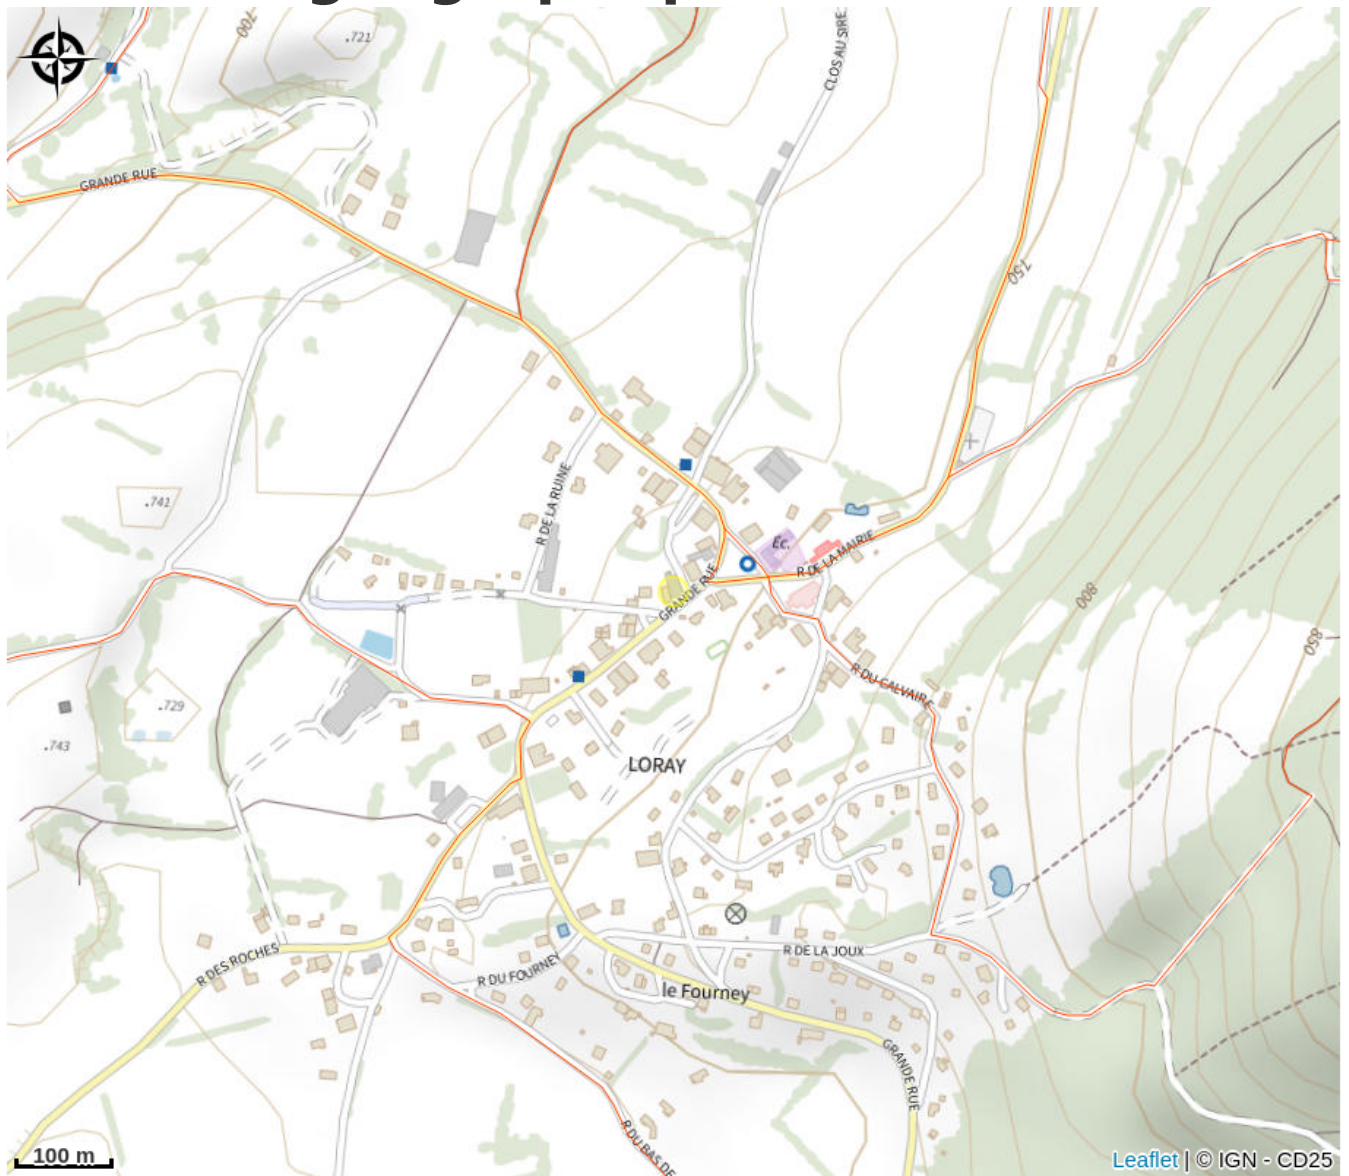 700
.721
CLOS AU SIRE
GRANDE RUE
750
.741
R DE LA RUINE
Éc.
R DE LA MAIRIE
GRANDE RUE
800
850
R DU CALVAIRE
.729
.743
LORAY
R DES ROCHES
R DU FOURNEY
R DE LA JOUX
le Fourney
GRANDE RUE
R DU BAS DE
100 m
Leaflet | © IGN - CD25